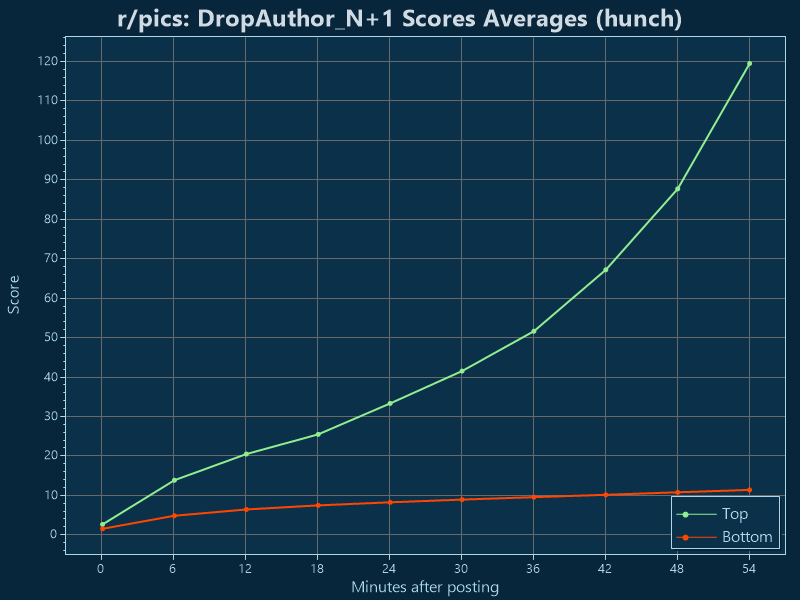 r/pics: DropAuthor_N+1 Scores Averages (hunch)
120
110
100
90
80
70
60
50
40
30
20
10
0
Score
0 6 12 18 24 30 36 42 48 54
Minutes after posting
Top
Bottom